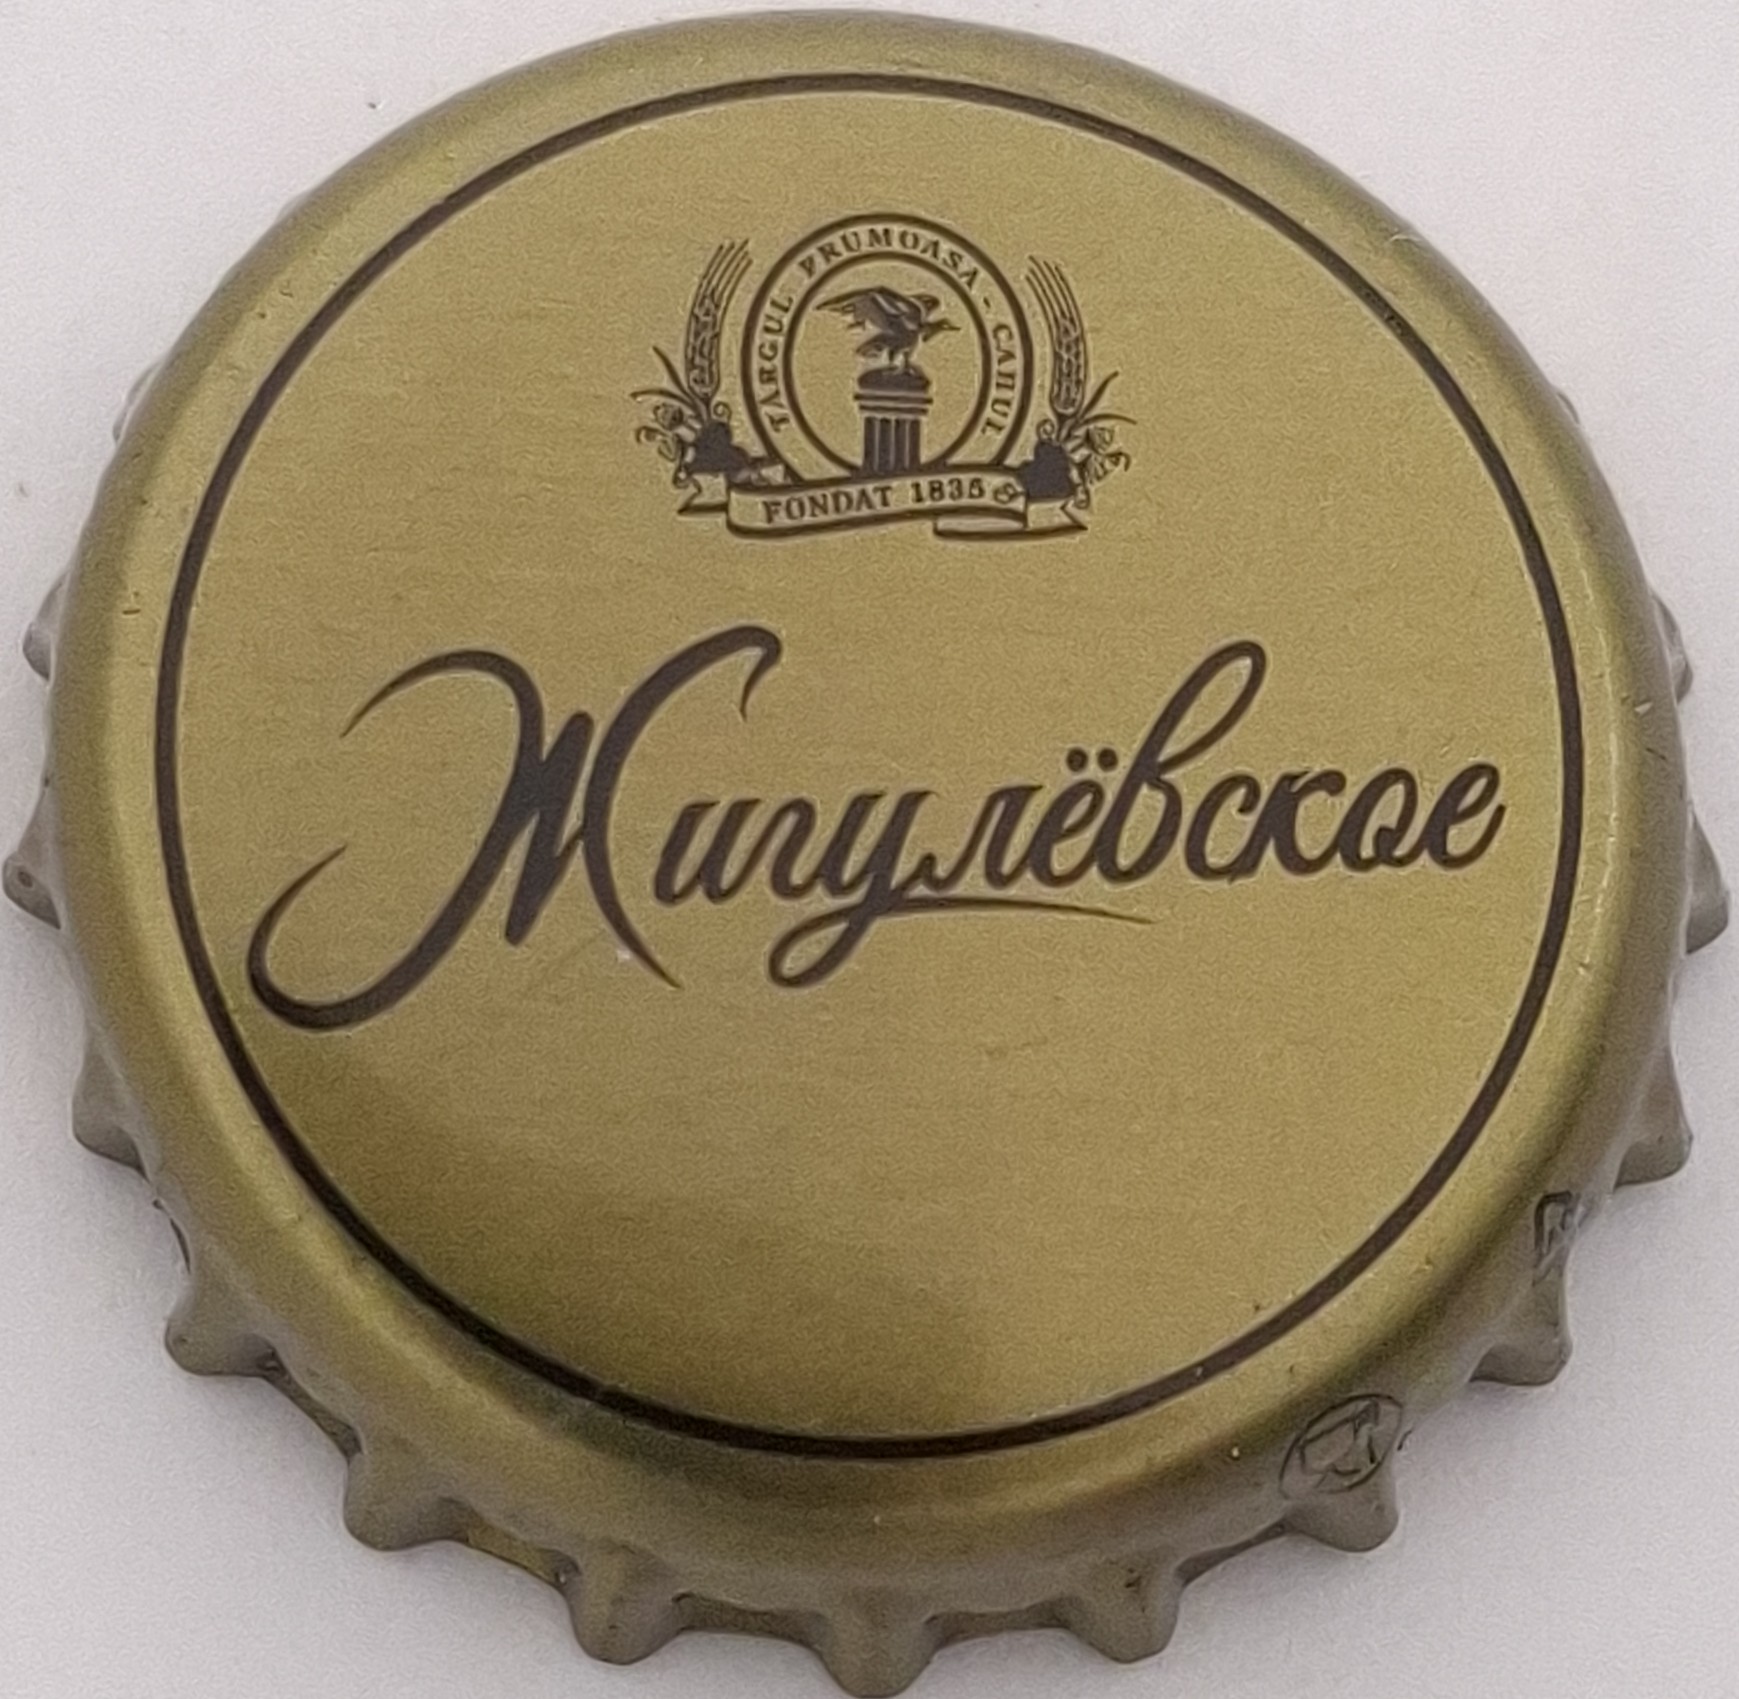 TÂRGUL FRUMOASA - CAHUL
FONDAT 1835
Жигулёвское